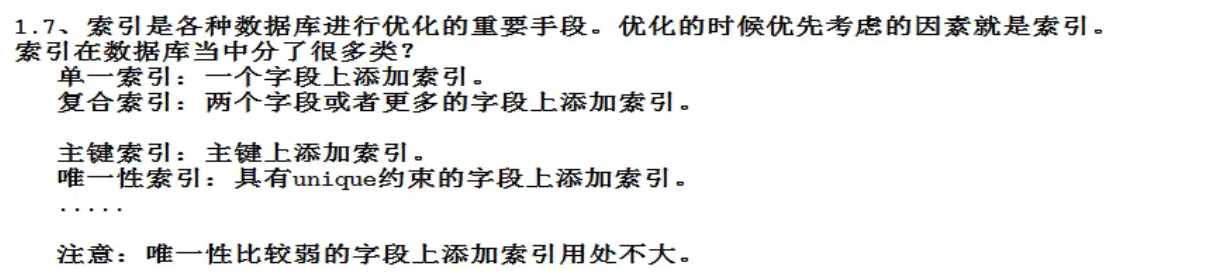 1.7、索引是各种数据库进行优化的重要手段。优化的时候优先考虑的因素就是索引。
索引在数据库当中分了很多类？
单一索引：一个字段上添加索引。
复合索引：两个字段或者更多的字段上添加索引。
主键索引：主键上添加索引。
唯一性索引：具有unique约束的字段上添加索引。
.....
注意：唯一性比较弱的字段上添加索引用处不大。